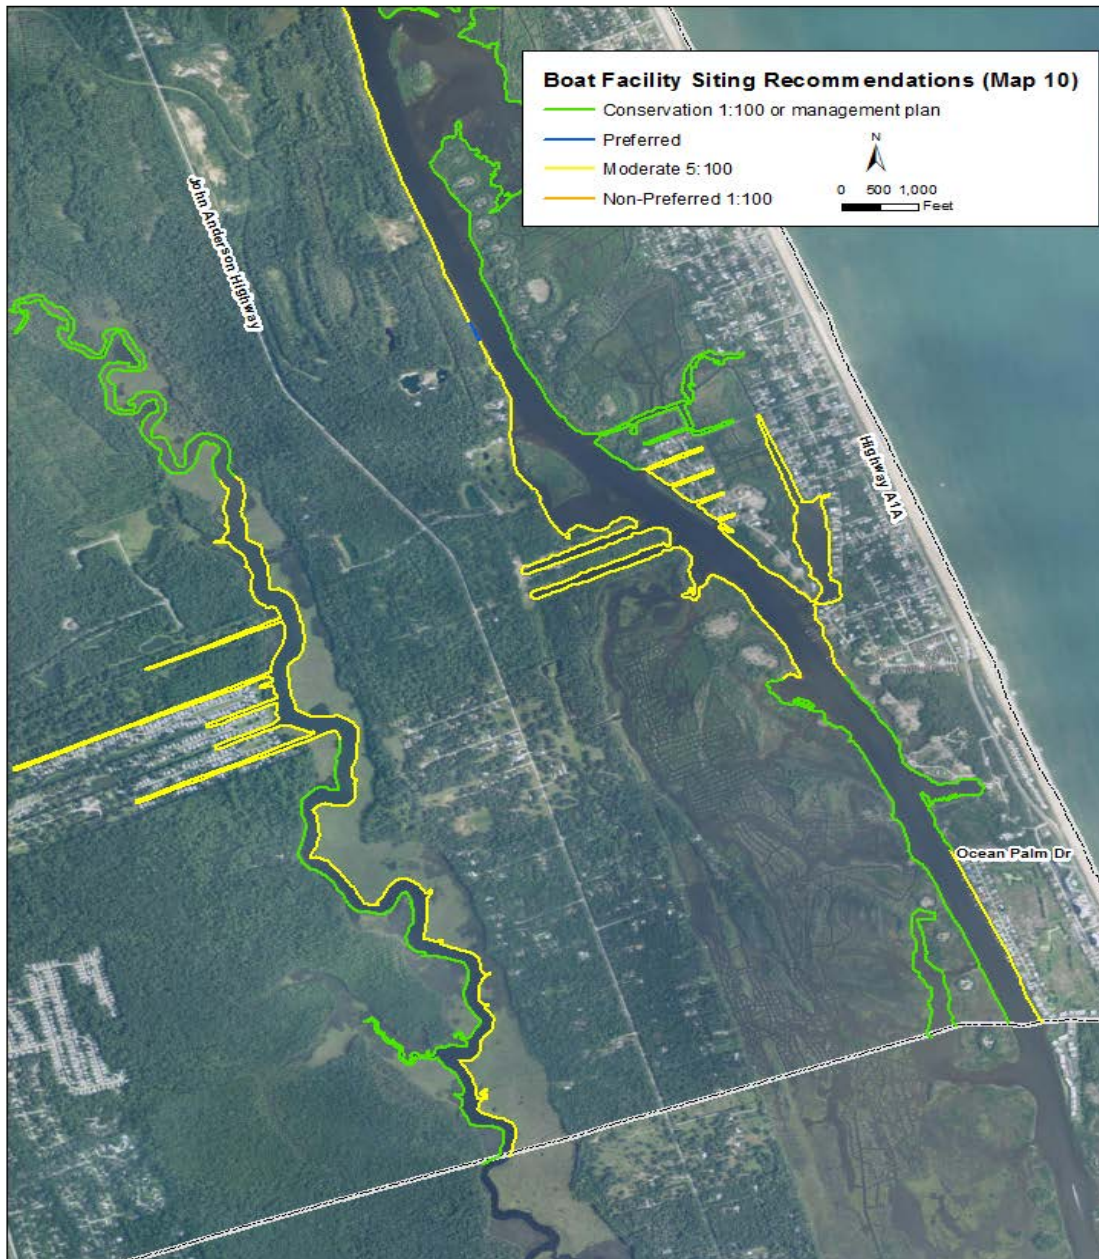 Boat Facility Siting Recommendations (Map 10)
Conservation 1:100 or management plan
Preferred
Moderate 5:100
Non-Preferred 1:100
N
0 500 1,000
Feet
John Anderson Highway
Highway A1A
Ocean Palm Dr